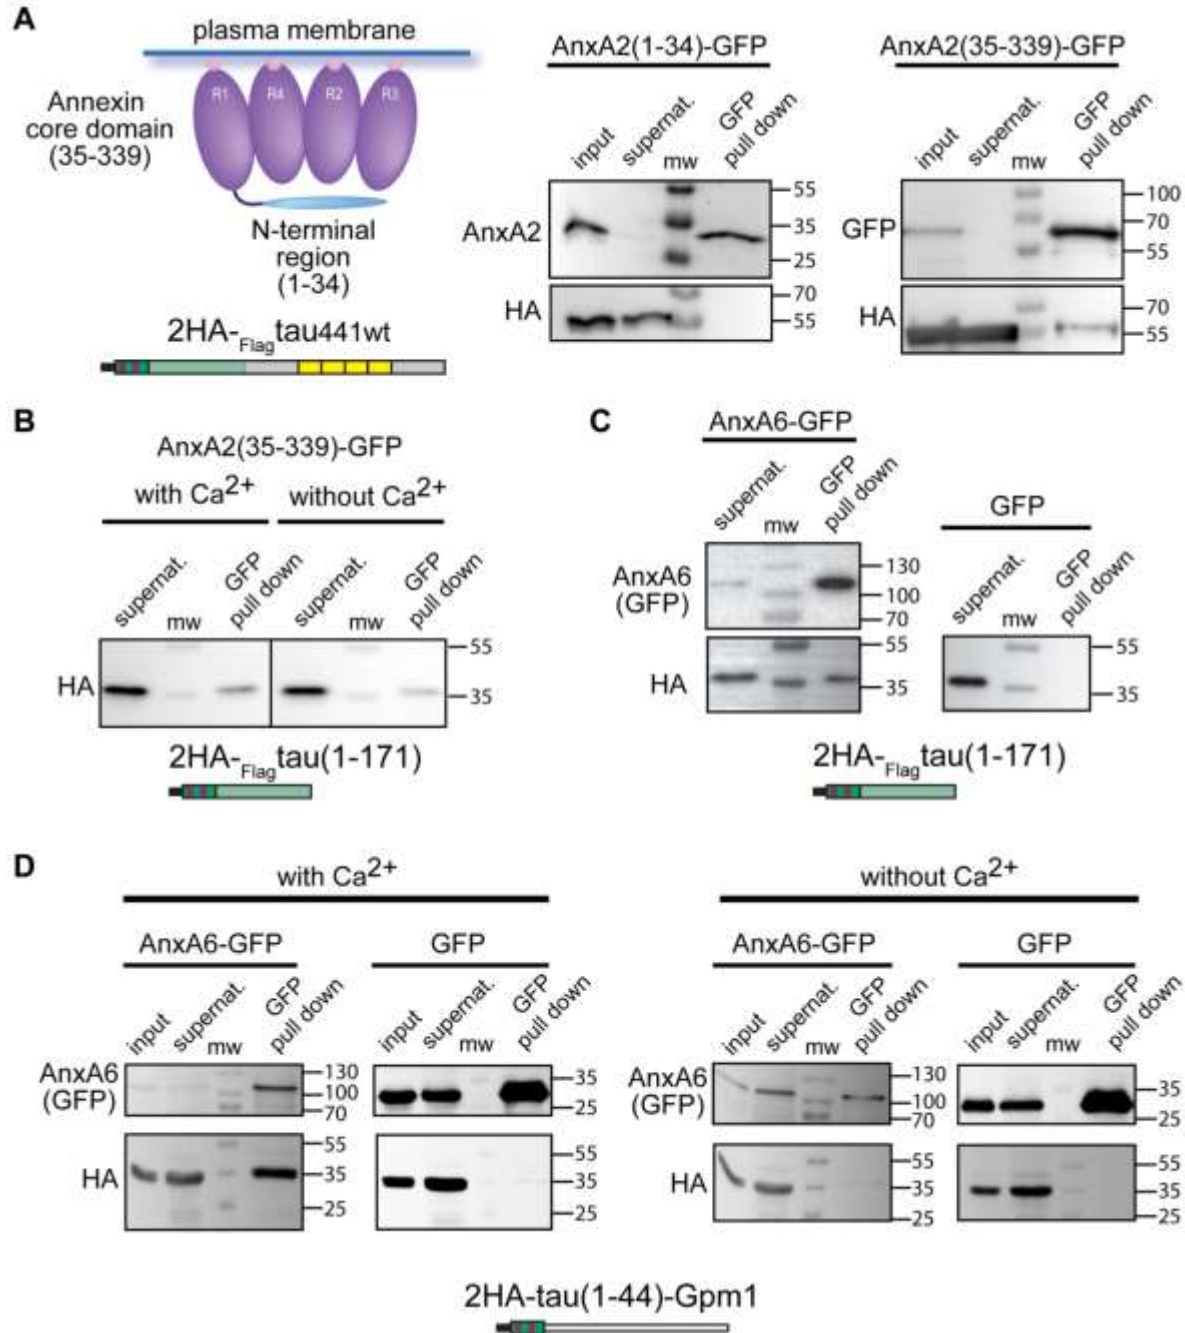 A
plasma membrane
R1 R4 R2 R3
Annexin
core domain
(35-339)
N-terminal
region
(1-34)
2HA-Flagtau441wt
AnxA2(1-34)-GFP
input
supernat.
mw
GFP
pull down
AnxA2
55
35
25
HA
70
55
AnxA2(35-339)-GFP
input
supernat.
mw
GFP
pull down
GFP
100
70
55
HA
70
55
B
AnxA2(35-339)-GFP
with Ca2+
without Ca2+
supernat.
mw
GFP
pull down
supernat.
mw
GFP
pull down
HA
55
35
2HA-Flagtau(1-171)
C
AnxA6-GFP
supernat.
mw
GFP
pull down
AnxA6
(GFP)
130
100
70
HA
55
35
GFP
supernat.
mw
GFP
pull down
55
35
2HA-Flagtau(1-171)
D
with Ca2+
AnxA6-GFP
input
supernat.
mw
GFP
pull down
AnxA6
(GFP)
130
100
70
HA
55
35
25
GFP
input
supernat.
mw
GFP
pull down
35
25
55
35
25
without Ca2+
AnxA6-GFP
input
supernat.
mw
GFP
pull down
AnxA6
(GFP)
130
100
70
HA
55
35
25
GFP
input
supernat.
mw
GFP
pull down
35
25
55
35
25
2HA-tau(1-44)-Gpm1